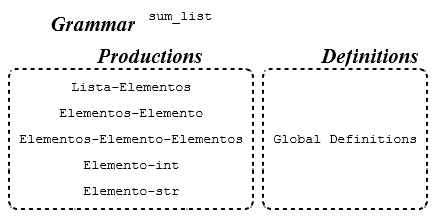 Grammar sum_list
Productions
Definitions
Lista-Elementos
Elementos-Elemento
Elementos-Elemento-Elementos
Elemento-int
Elemento-str
Global Definitions